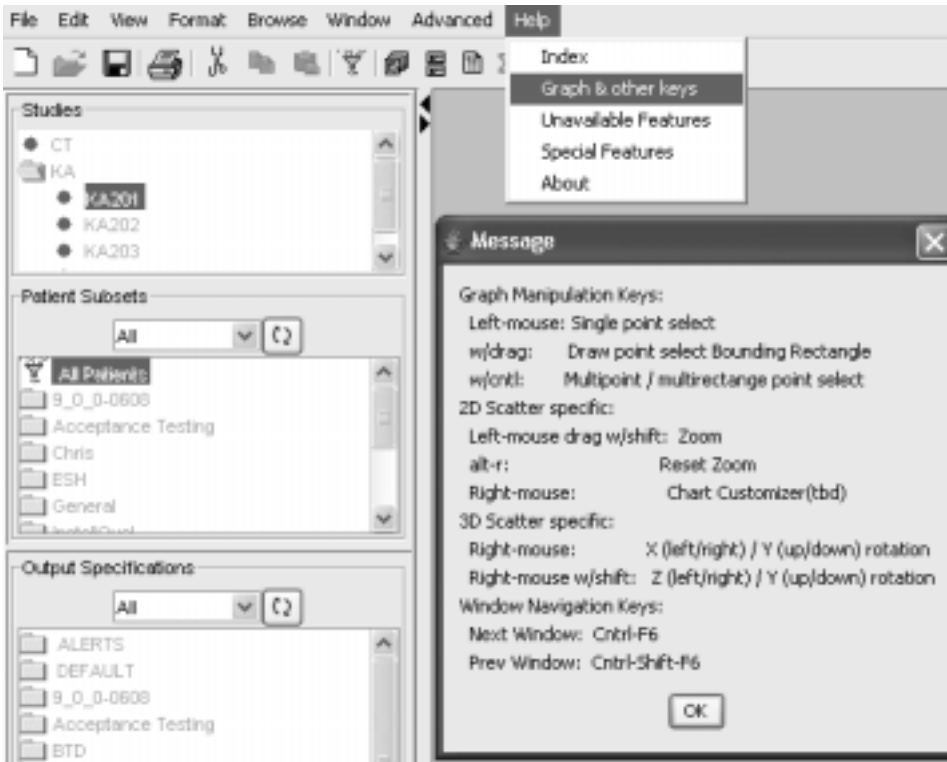 File Edit View Format Browse Window Advanced Help
Index
Graph & other keys
Unavailable Features
Special Features
About
Studies
CT
KA
KA201
KA202
KA203
Patient Subsets
All
All Patients
9_0_0-0608
Acceptance Testing
Chris
ESH
General
Output Specifications
All
ALERTS
DEFAULT
9_0_0-0608
Acceptance Testing
BTD
Message
Graph Manipulation Keys:
Left-mouse: Single point select
w/drag: Draw point select Bounding Rectangle
w/cntl: Multipoint / multirectange point select
2D Scatter specific:
Left-mouse drag w/shift: Zoom
alt-r: Reset Zoom
Right-mouse: Chart Customizer(tbd)
3D Scatter specific:
Right-mouse: X (left/right) / Y (up/down) rotation
Right-mouse w/shift: Z (left/right) / Y (up/down) rotation
Window Navigation Keys:
Next Window: Cntrl-F6
Prev Window: Cntrl-Shift-F6
OK